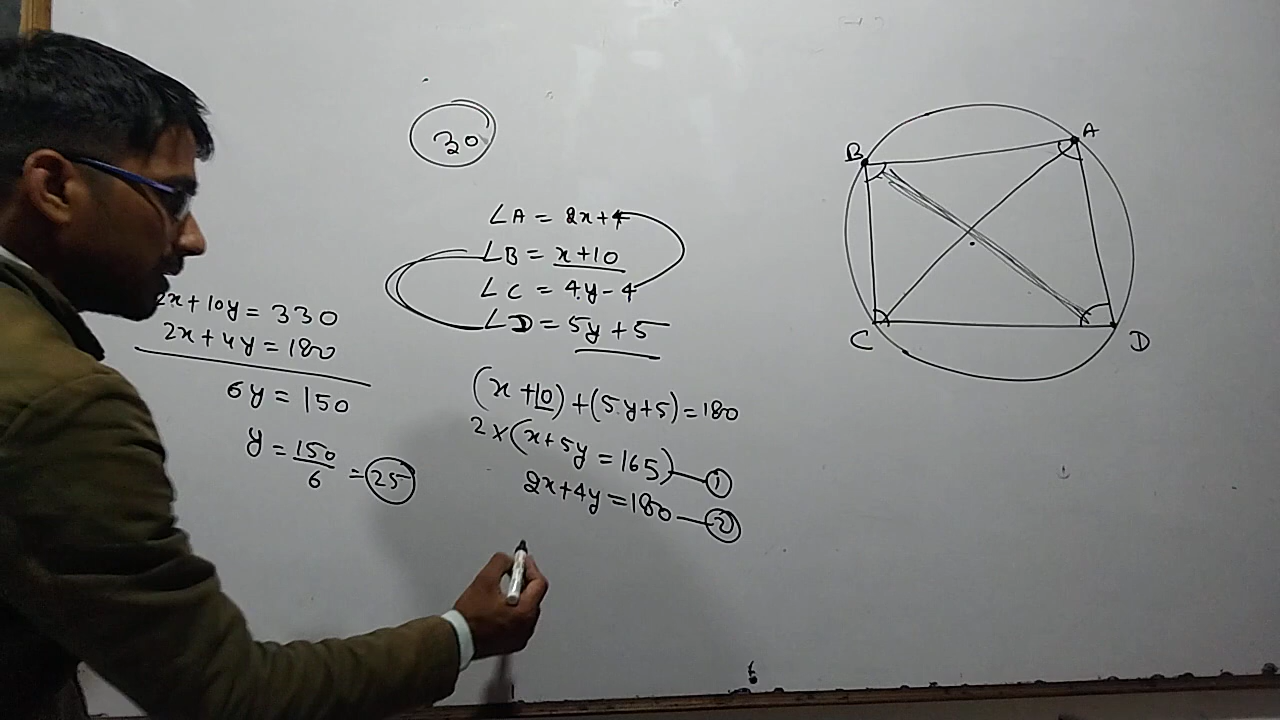 30
∠A = 2x+4
∠B = x+10
∠C = 4y-4
∠D = 5y+5
(x+10)+(5y+5)=180
2×(x+5y=165) — ①
2x+4y=180 — ②
2x+10y=330
2x+4y=180
6y=150
y=150/6=25
B
A
C
D